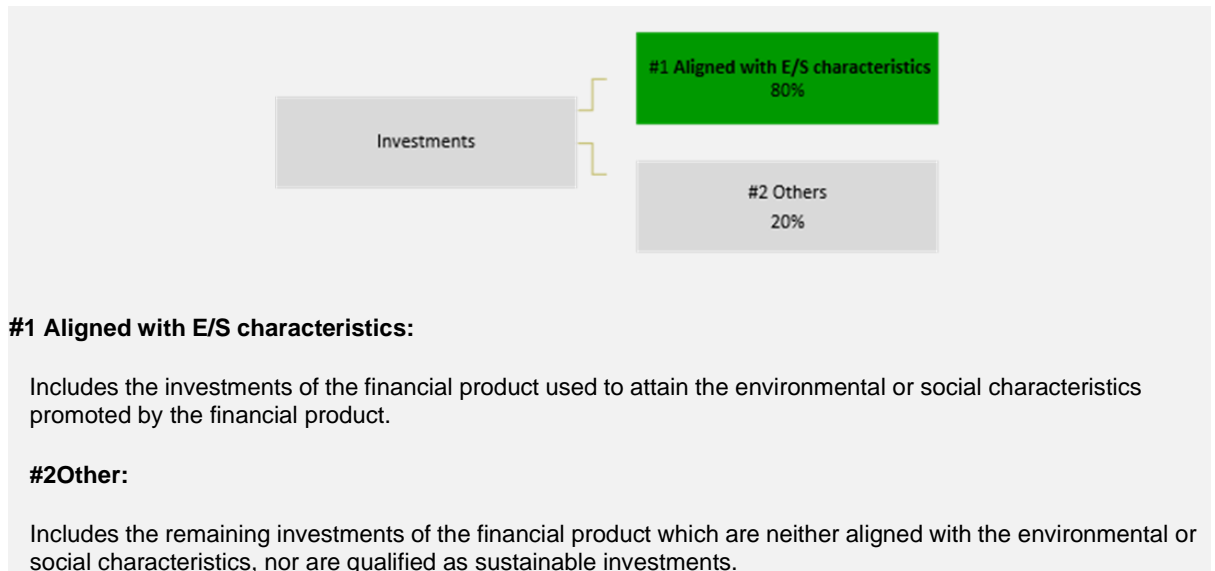 #1 Aligned with E/S characteristics
80%
Investments
#2 Others
20%
#1 Aligned with E/S characteristics:
Includes the investments of the financial product used to attain the environmental or social characteristics
promoted by the financial product.
#2Other:
Includes the remaining investments of the financial product which are neither aligned with the environmental or
social characteristics, nor are qualified as sustainable investments.